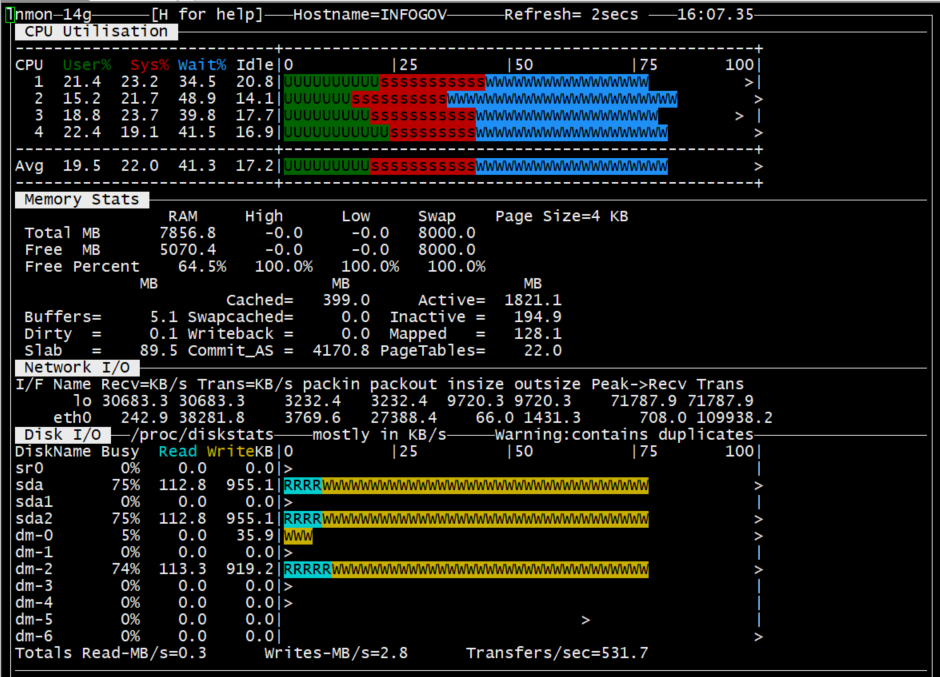 nmon-14g [H for help] Hostname=INFOGOV Refresh= 2secs 16:07.35
CPU Utilisation
CPU User% Sys% Wait% Idle|0 |25 |50 |75 100|
1 21.4 23.2 34.5 20.8|UUUUUUUUUUsssssssssssWWWWWWWWWWWWWWWWW >|
2 15.2 21.7 48.9 14.1|UUUUUUUssssssssssWWWWWWWWWWWWWWWWWWWWWWWW >
3 18.8 23.7 39.8 17.7|UUUUUUUUUsssssssssssWWWWWWWWWWWWWWWWWWW > |
4 22.4 19.1 41.5 16.9|UUUUUUUUUUUsssssssssWWWWWWWWWWWWWWWWWWWW >
Avg 19.5 22.0 41.3 17.2|UUUUUUUUUsssssssssssWWWWWWWWWWWWWWWWWWWW >
Memory Stats
RAM High Low Swap Page Size=4 KB
Total MB 7856.8 -0.0 -0.0 8000.0
Free MB 5070.4 -0.0 -0.0 8000.0
Free Percent 64.5% 100.0% 100.0% 100.0%
MB MB MB
Cached= 399.0 Active= 1821.1
Buffers= 5.1 Swapcached= 0.0 Inactive = 194.9
Dirty = 0.1 Writeback = 0.0 Mapped = 128.1
Slab = 89.5 Commit_AS = 4170.8 PageTables= 22.0
Network I/O
I/F Name Recv=KB/s Trans=KB/s packin packout insize outsize Peak->Recv Trans
lo 30683.3 30683.3 3232.4 3232.4 9720.3 9720.3 71787.9 71787.9
eth0 242.9 38281.8 3769.6 27388.4 66.0 1431.3 708.0 109938.2
Disk I/O /proc/diskstats mostly in KB/s Warning:contains duplicates
DiskName Busy Read WriteKB|0 |25 |50 |75 100|
sr0 0% 0.0 0.0|> |
sda 75% 112.8 955.1|RRRRWWWWWWWWWWWWWWWWWWWWWWWWWWWWWWWWWW >
sda1 0% 0.0 0.0|> |
sda2 75% 112.8 955.1|RRRRWWWWWWWWWWWWWWWWWWWWWWWWWWWWWWWWWW >
dm-0 5% 0.0 35.9|WWW >
dm-1 0% 0.0 0.0|> |
dm-2 74% 113.3 919.2|RRRRRWWWWWWWWWWWWWWWWWWWWWWWWWWWWWWWWW >
dm-3 0% 0.0 0.0|> |
dm-4 0% 0.0 0.0|> |
dm-5 0% 0.0 0.0| > |
dm-6 0% 0.0 0.0| >
Totals Read-MB/s=0.3 Writes-MB/s=2.8 Transfers/sec=531.7